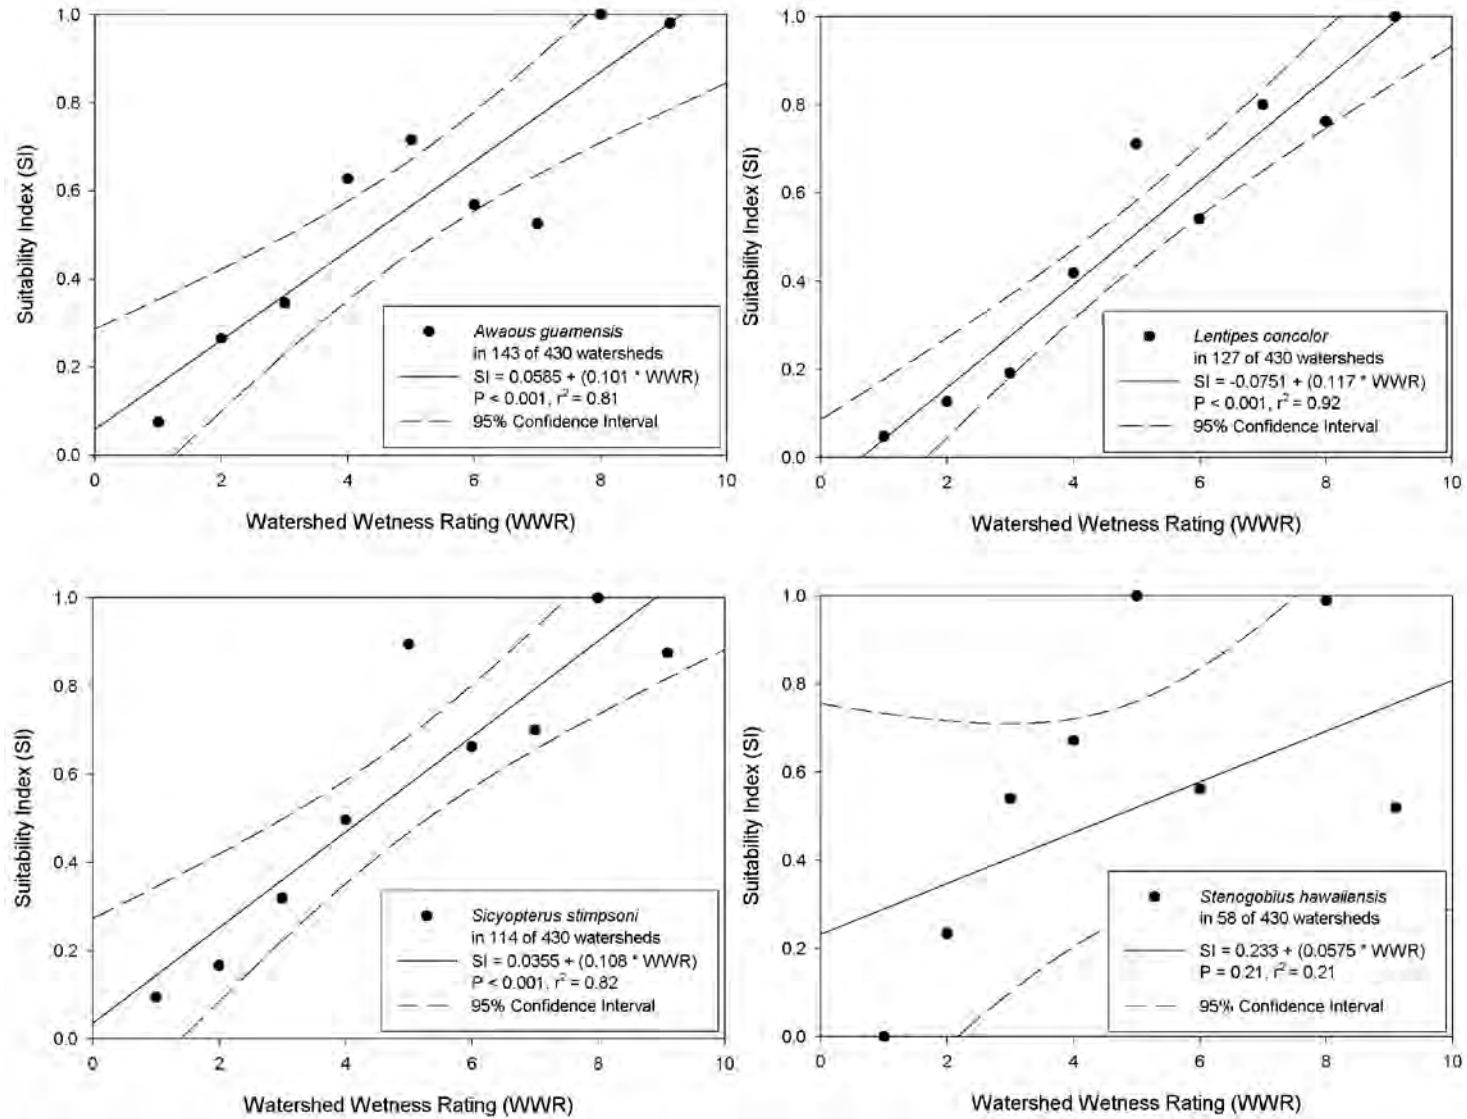 1.0
0.8
0.6
0.4
0.2
0.0
Suitability Index (SI)
Awaous guamensis
in 143 of 430 watersheds
SI = 0.0585 + (0.101 * WWR)
P < 0.001, r² = 0.81
95% Confidence Interval
0 2 4 6 8 10
Watershed Wetness Rating (WWR)
1.0
0.8
0.6
0.4
0.2
0.0
Suitability Index (SI)
Lentipes concolor
in 127 of 430 watersheds
SI = -0.0751 + (0.117 * WWR)
P < 0.001, r² = 0.92
95% Confidence Interval
0 2 4 6 8 10
Watershed Wetness Rating (WWR)
1.0
0.8
0.6
0.4
0.2
0.0
Suitability Index (SI)
Sicyopterus stimpsoni
in 114 of 430 watersheds
SI = 0.0355 + (0.108 * WWR)
P < 0.001, r² = 0.82
95% Confidence Interval
0 2 4 6 8 10
Watershed Wetness Rating (WWR)
1.0
0.8
0.6
0.4
0.2
0.0
Suitability Index (SI)
Stenogobius hawaiiensis
in 58 of 430 watersheds
SI = 0.233 + (0.0575 * WWR)
P = 0.21, r² = 0.21
95% Confidence Interval
0 2 4 6 8 10
Watershed Wetness Rating (WWR)